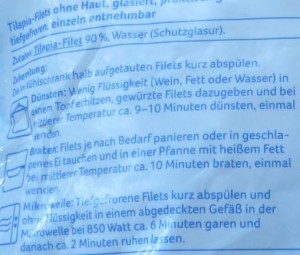 Tilapia-Filets ohne Haut, glasiert,
tiefgefroren, einzeln entnehmbar
Zutaten: Tilapia-Filet 90 %, Wasser (Schutzglasur).
Zubereitung:
Die im Kühlschrank halb aufgetauten Filets kurz abspülen.
Dünsten: Wenig Flüssigkeit (Wein, Fett oder Wasser) in
Topf erhitzen, gewürzte Filets dazugeben und bei
mittlerer Temperatur ca. 9–10 Minuten dünsten, einmal
wenden.
Braten: Filets je nach Bedarf panieren oder in geschla-
genes Ei tauchen und in einer Pfanne mit heißem Fett
bei mittlerer Temperatur ca. 10 Minuten braten, einmal
wenden.
Mikrowelle: Tiefgefrorene Filets kurz abspülen und
ohne Flüssigkeit in einem abgedeckten Gefäß in der
Mikrowelle bei 850 Watt ca. 6 Minuten garen und
danach ca. 2 Minuten ruhen lassen.